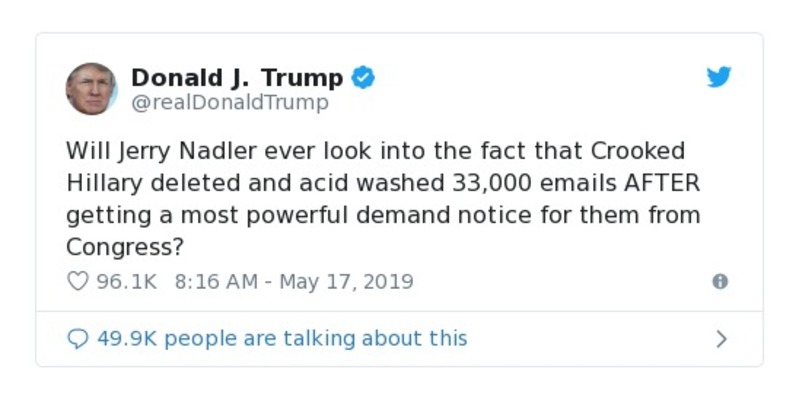 Donald J. Trump
@realDonaldTrump
Will Jerry Nadler ever look into the fact that Crooked
Hillary deleted and acid washed 33,000 emails AFTER
getting a most powerful demand notice for them from
Congress?
96.1K 8:16 AM - May 17, 2019
49.9K people are talking about this